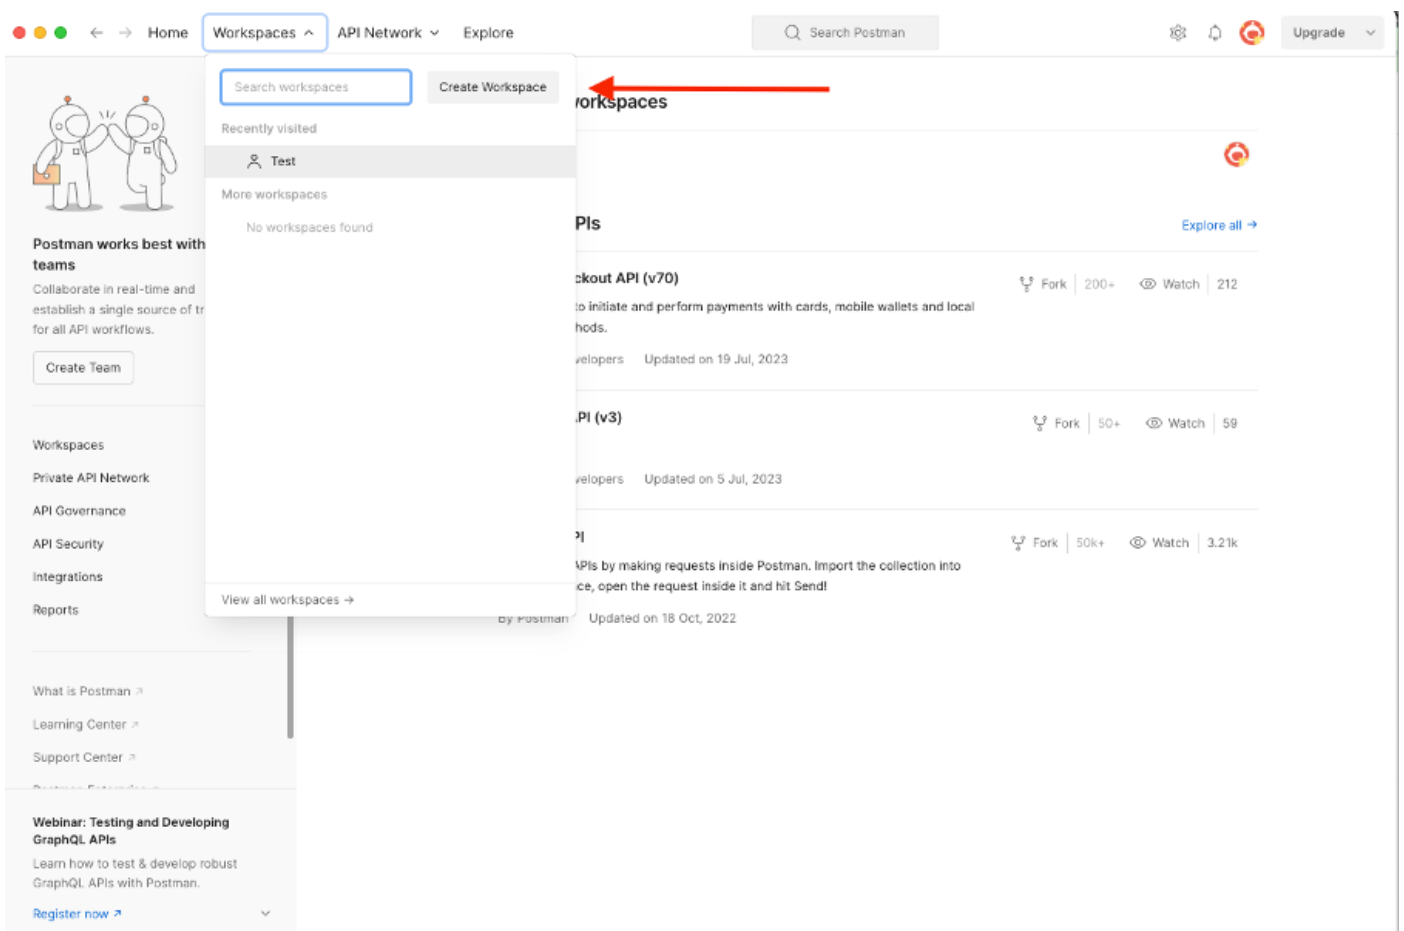 Home Workspaces API Network Explore Search Postman Upgrade
Search workspaces Create Workspace
Recently visited
Test
More workspaces
No workspaces found
View all workspaces →
Postman works best with
teams
Collaborate in real-time and
establish a single source of tr
for all API workflows.
Create Team
Workspaces
Private API Network
API Governance
API Security
Integrations
Reports
What is Postman ↗
Learning Center ↗
Support Center ↗
Webinar: Testing and Developing
GraphQL APIs
Learn how to test & develop robust
GraphQL APIs with Postman.
Register now ↗
orkspaces
PIs Explore all →
ckout API (v70) Fork 200+ Watch 212
to initiate and perform payments with cards, mobile wallets and local
hods.
velopers Updated on 19 Jul, 2023
PI (v3) Fork 50+ Watch 59
velopers Updated on 5 Jul, 2023
PI Fork 50k+ Watch 3.21k
APIs by making requests inside Postman. Import the collection into
ce, open the request inside it and hit Send!
By Postman Updated on 18 Oct, 2022